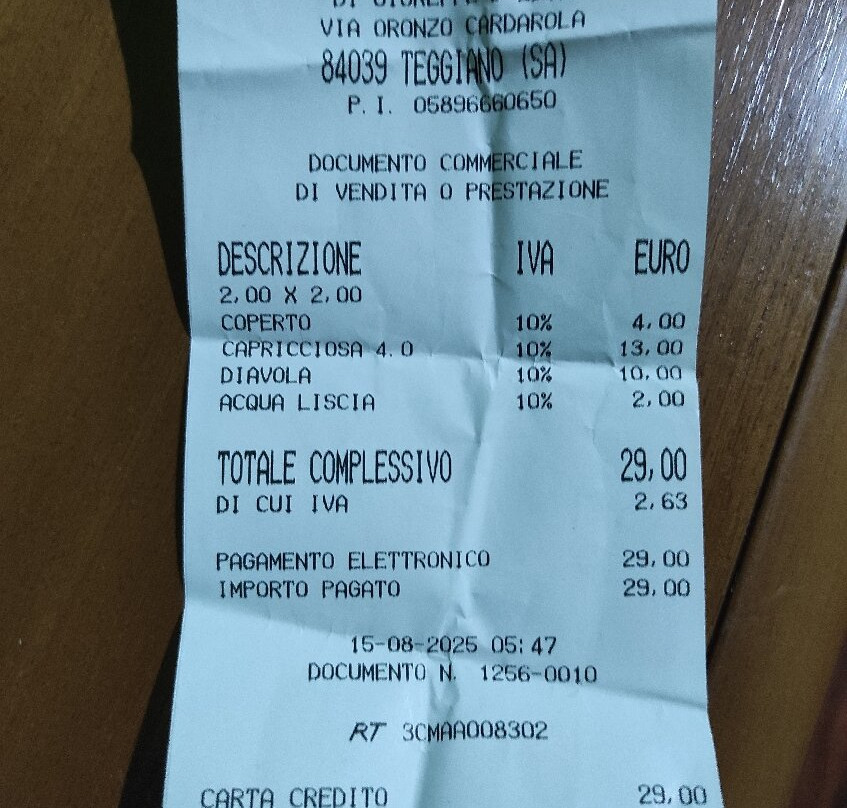 VIA ORONZO CARDAROLA
84039 TEGGIANO (SA)
P. I. 05896660650
DOCUMENTO COMMERCIALE
DI VENDITA O PRESTAZIONE
DESCRIZIONE IVA EURO
2,00 X 2,00
COPERTO 10% 4,00
CAPRICCIOSA 4.0 10% 13,00
DIAVOLA 10% 10,00
ACQUA LISCIA 10% 2,00
TOTALE COMPLESSIVO 29,00
DI CUI IVA 2,63
PAGAMENTO ELETTRONICO 29,00
IMPORTO PAGATO 29,00
15-08-2025 05:47
DOCUMENTO N. 1256-0010
RT 3CMAA008302
CARTA CREDITO 29,00